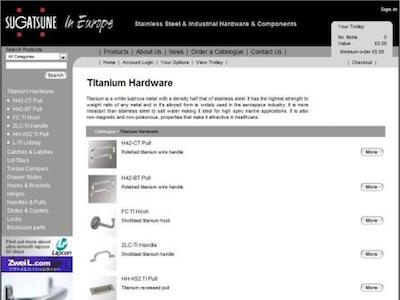 Sign in
SUGATSUNE in Europe
Stainless Steel & Industrial Hardware & Components
Your Trolley
No. Items 0
Value £0.00
Minimum order £5.00
Search Products
All Categories
Search
Products | About Us | News | Order a Catalogue | Contact Us
Home | Account Login | Your Options | View Trolley | Checkout
Titanium Hardware
H42-CT Pull
H42-BT Pull
FC Ti Hook
2LC-Ti Handle
HH-AS2 Ti Pull
L-Ti Lidstay
Catches & Latches
Lid Stays
Torque Dampers
Drawer Slides
Hooks & Brackets
Hinges
Handles & Pulls
Glides & Casters
Locks
Enclosure parts
Find out more about
ultra-smooth lapcon
lid stays
Lapcon
ZweiL.com
Titanium Hardware
Titanium is a white lustrous metal with a density half that of stainless steel. It has the highest strength to
weight ratio of any metal and in it's alloyed form is widely used in the aerospace industry. It is more
resistant than stainless steel to salt water making it ideal for high spec marine applications. It is also
non-magnetic and non-poisonous, properties that make it attractive in healthcare.
Catalogue - Titanium Hardware
H42-CT Pull
Polished titanium wire handle
More
H42-BT Pull
Polished titanium wire handle
More
FC Ti Hook
Shotblast titanium hook
More
2LC-Ti Handle
Shotblast titanium handle
More
HH-AS2 Ti Pull
Titanium recessed pull
More